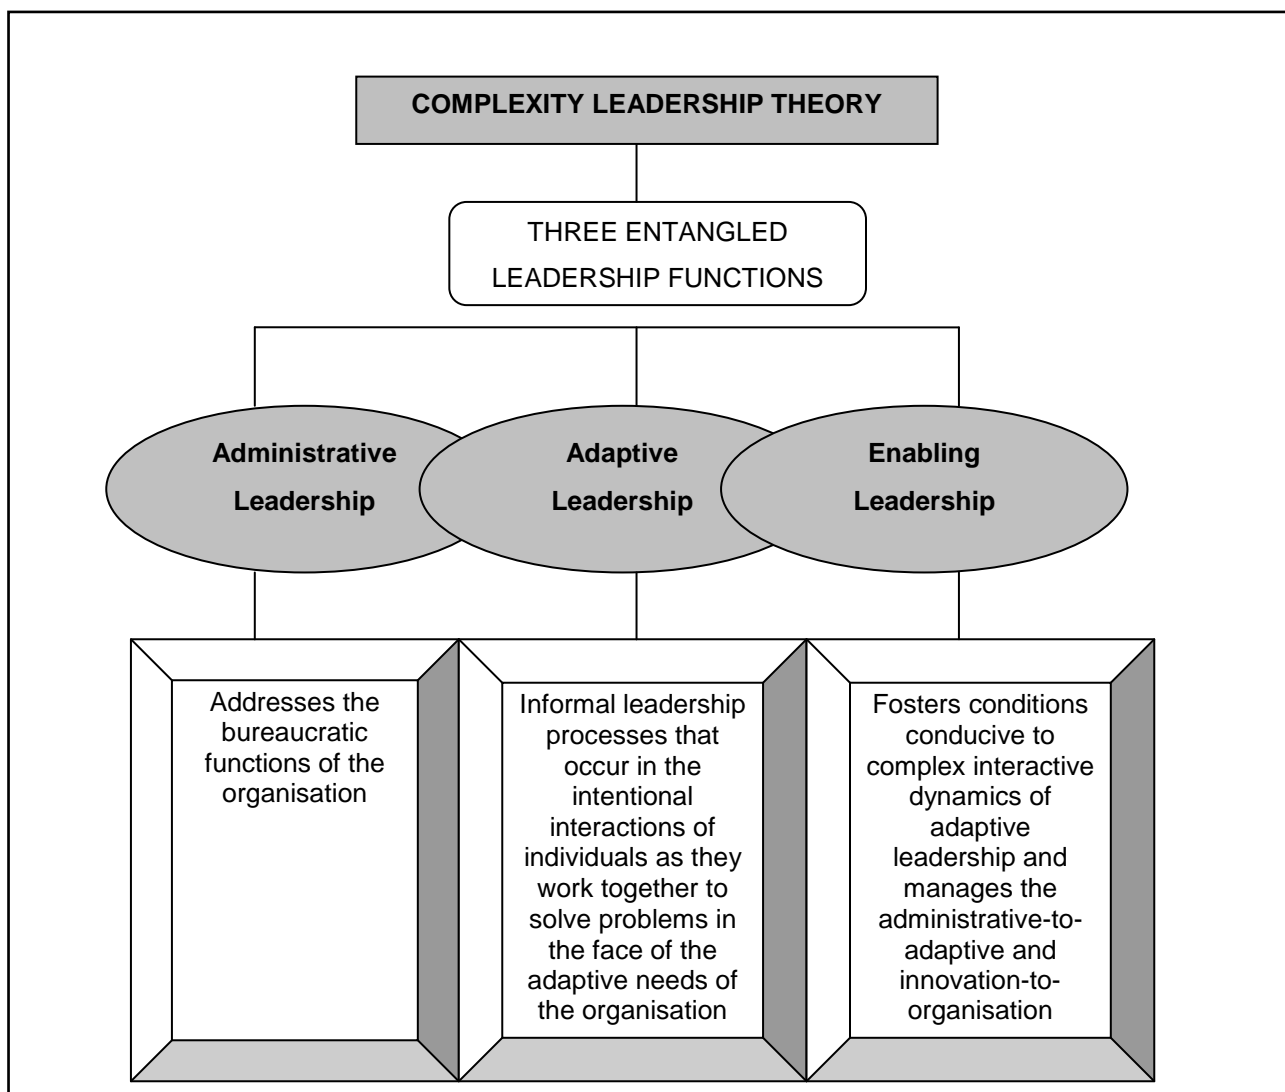 COMPLEXITY LEADERSHIP THEORY
THREE ENTANGLED
LEADERSHIP FUNCTIONS
Administrative
Leadership
Adaptive
Leadership
Enabling
Leadership
Addresses the
bureaucratic
functions of the
organisation
Informal leadership
processes that
occur in the
intentional
interactions of
individuals as they
work together to
solve problems in
the face of the
adaptive needs of
the organisation
Fosters conditions
conducive to
complex interactive
dynamics of
adaptive
leadership and
manages the
administrative-to-
adaptive and
innovation-to-
organisation